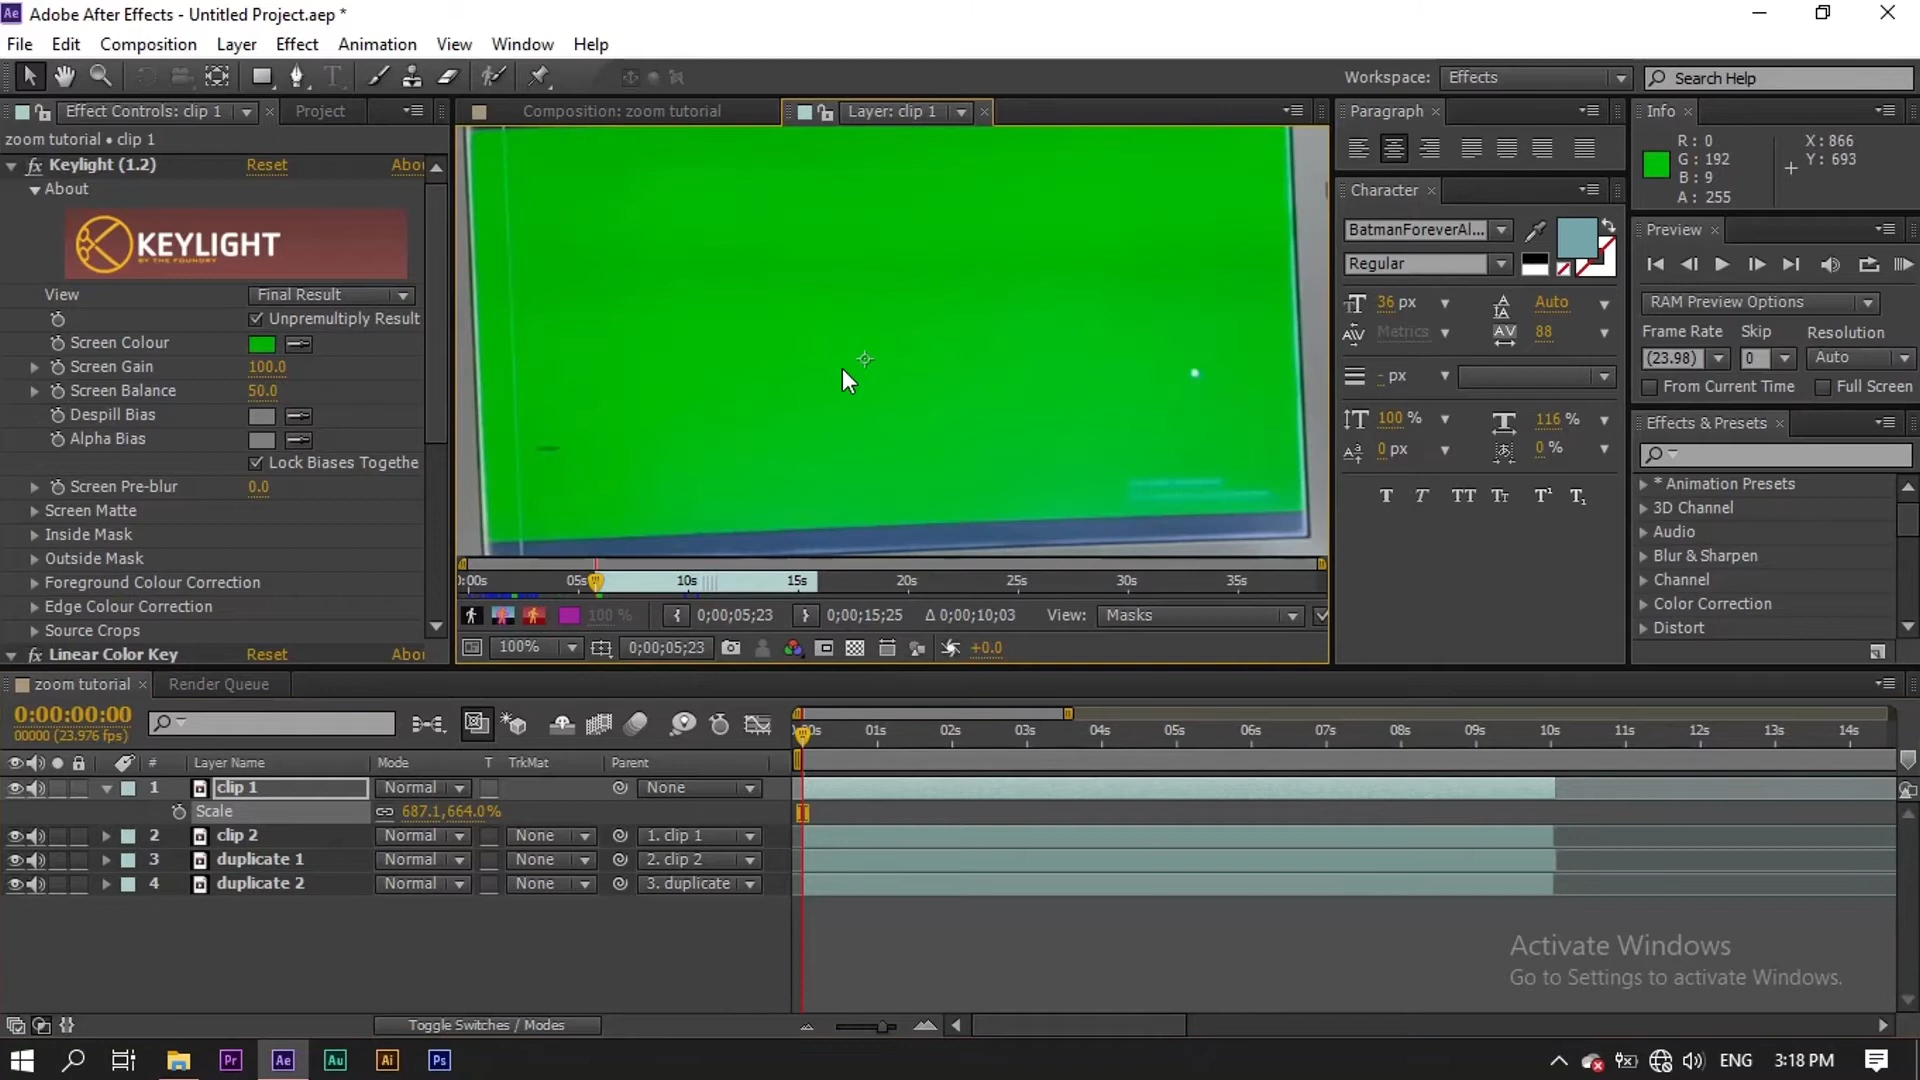 Adobe After Effects - Untitled Project.aep *
File Edit Composition Layer Effect Animation View Window Help
Workspace: Effects Search Help
Effect Controls: clip 1 Project
Composition: zoom tutorial Layer: clip 1
Paragraph Info
zoom tutorial • clip 1
Keylight (1.2) Reset Abo
About
KEYLIGHT
BY THE FOUNDRY
View Final Result
Unpremultiply Result
Screen Colour
Screen Gain 100.0
Screen Balance 50.0
Despill Bias
Alpha Bias
Lock Biases Togethe
Screen Pre-blur 0.0
Screen Matte
Inside Mask
Outside Mask
Foreground Colour Correction
Edge Colour Correction
Source Crops
Linear Color Key Reset Abo
:00s 05s 10s 15s 20s 25s 30s 35s
100 % 0;00;05;23 0;00;15;25 Δ 0;00;10;03 View: Masks
100% 0;00;05;23 +0.0
Character
BatmanForeverAl...
Regular
36 px Auto
Metrics 88
- px
100 % 116 %
0 px 0 %
T T TT Tr T¹ T₁
R : 0
G : 192
B : 9
A : 255
X : 866
Y : 693
Preview
RAM Preview Options
Frame Rate Skip Resolution
(23.98) 0 Auto
From Current Time Full Screen
Effects & Presets
* Animation Presets
3D Channel
Audio
Blur & Sharpen
Channel
Color Correction
Distort
zoom tutorial Render Queue
0:00:00:00
00000 (23.976 fps)
00s 01s 02s 03s 04s 05s 06s 07s 08s 09s 10s 11s 12s 13s 14s
# Layer Name Mode T TrkMat Parent
1 clip 1 Normal None
Scale 687.1,664.0%
2 clip 2 Normal None 1. clip 1
3 duplicate 1 Normal None 2. clip 2
4 duplicate 2 Normal None 3. duplicate
Activate Windows
Go to Settings to activate Windows.
Toggle Switches / Modes
Pr Ae Au Ai Ps
ENG 3:18 PM